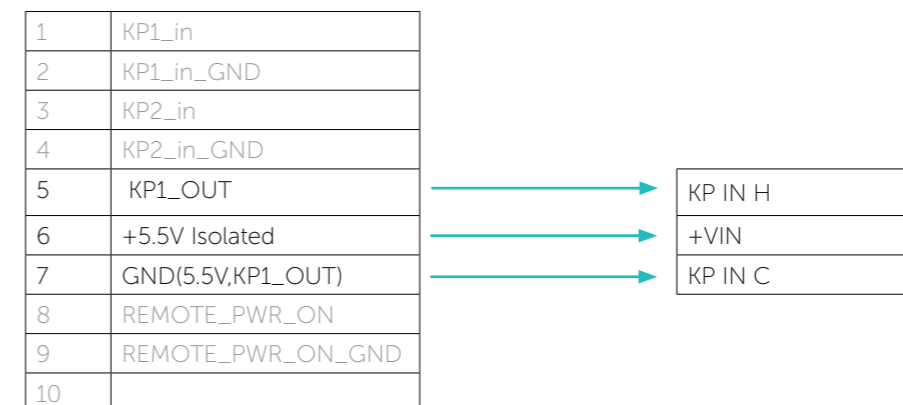 1 KP1_in
2 KP1_in_GND
3 KP2_in
4 KP2_in_GND
5 KP1_OUT KP IN H
6 +5.5V Isolated +VIN
7 GND(5.5V,KP1_OUT) KP IN C
8 REMOTE_PWR_ON
9 REMOTE_PWR_ON_GND
10